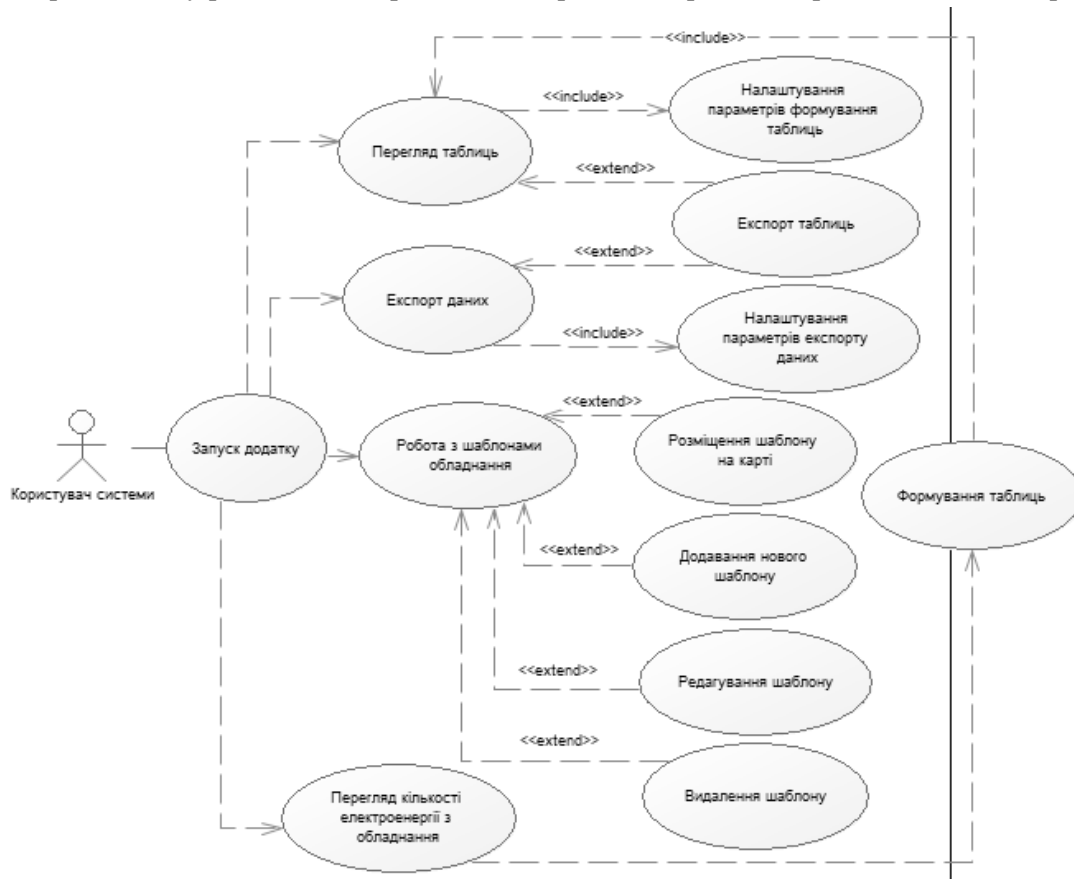 <<include>>
Налаштування
параметрів формування
таблиць
<<include>>
Перегляд таблиць
<<extend>>
Експорт таблиць
<<extend>>
Експорт даних
Налаштування
параметрів експорту
даних
<<include>>
<<extend>>
Розміщення шаблону
на карті
Запуск додатку
Робота з шаблонами
обладнання
Користувач системи
Формування таблиць
<<extend>>
Додавання нового
шаблону
<<extend>>
Редагування шаблону
<<extend>>
Видалення шаблону
Перегляд кількості
електроенергії з
обладнання